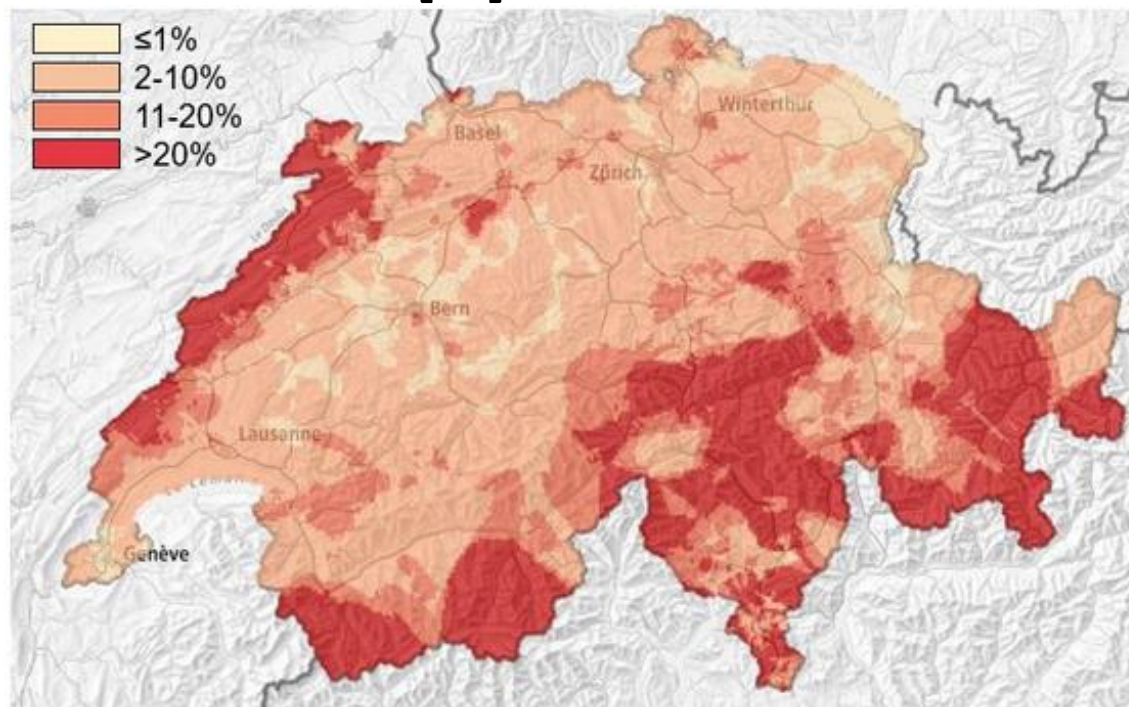 ≤1%
2-10%
11-20%
>20%
Winterthur
Basel
Zürich
Bern
Lausanne
Genève